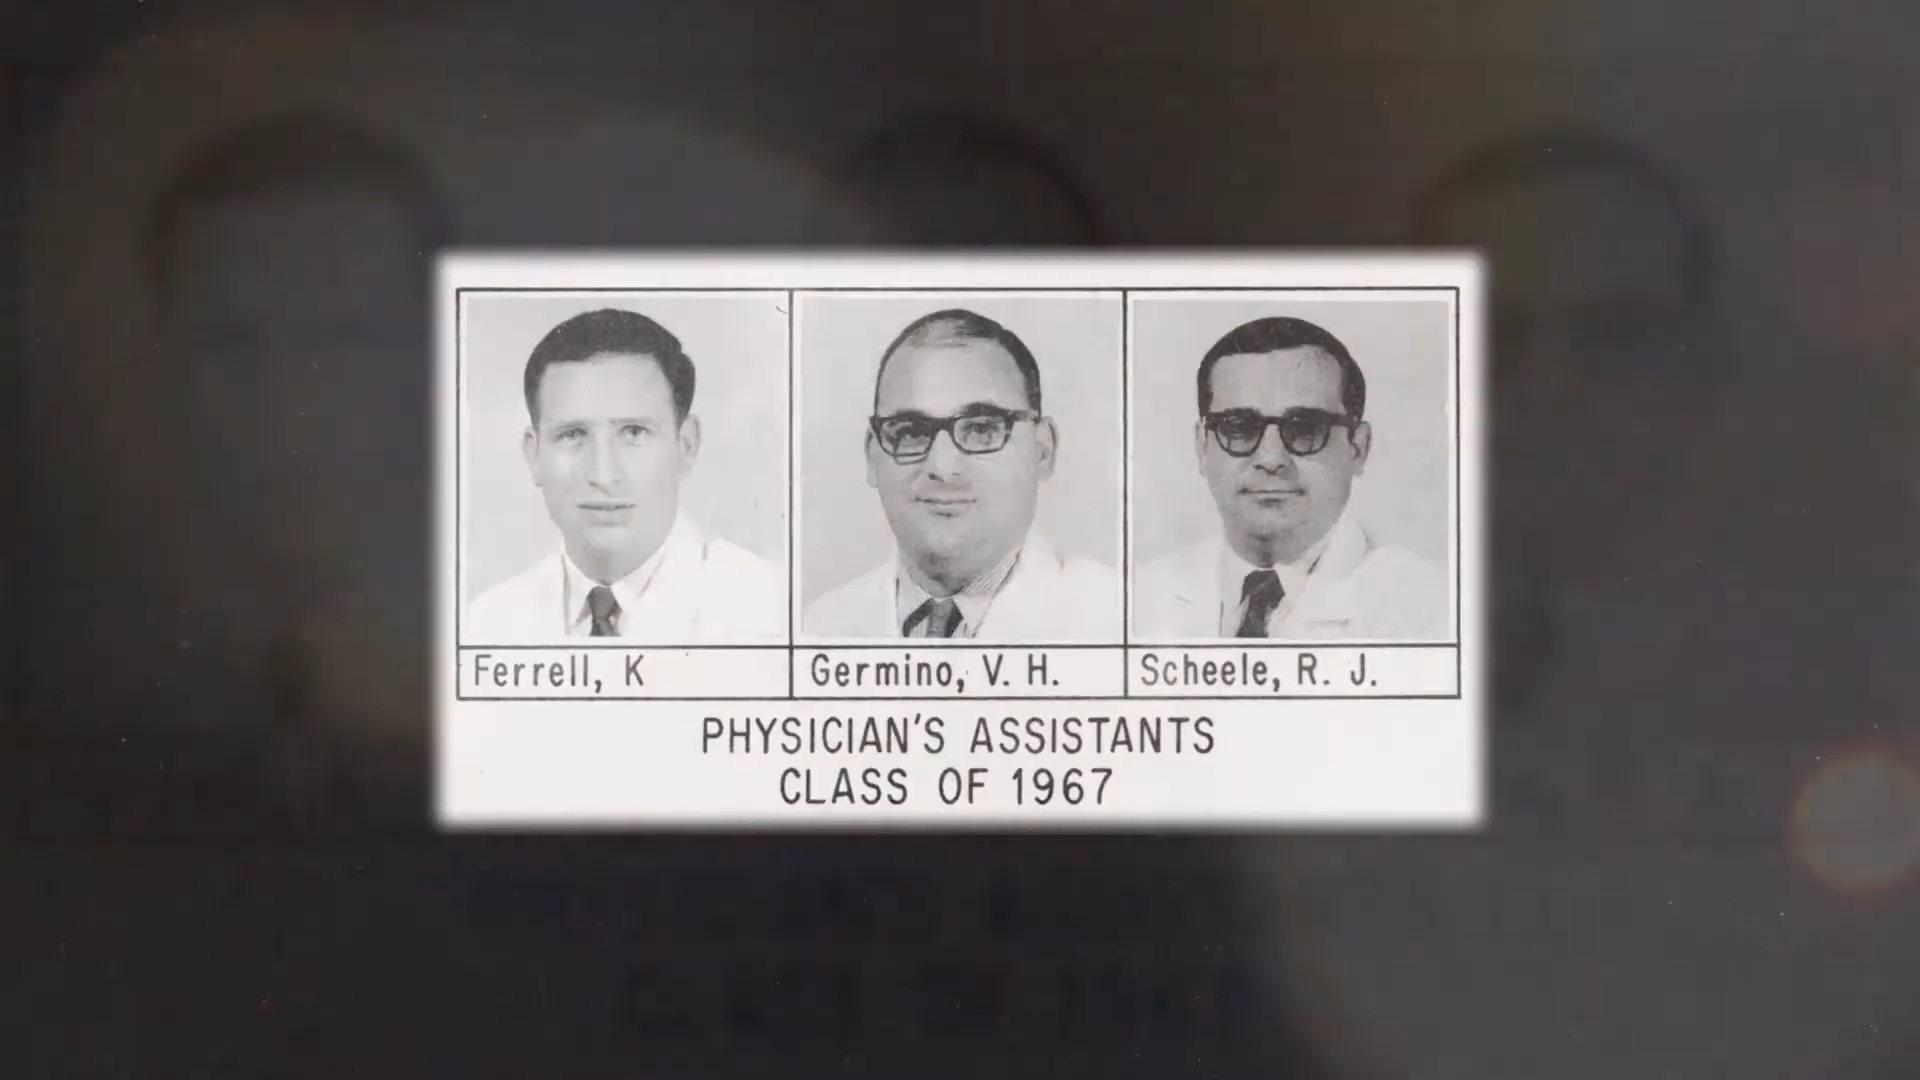 Ferrell, K
Germino, V. H.
Scheele, R. J.
PHYSICIAN'S ASSISTANTS
CLASS OF 1967